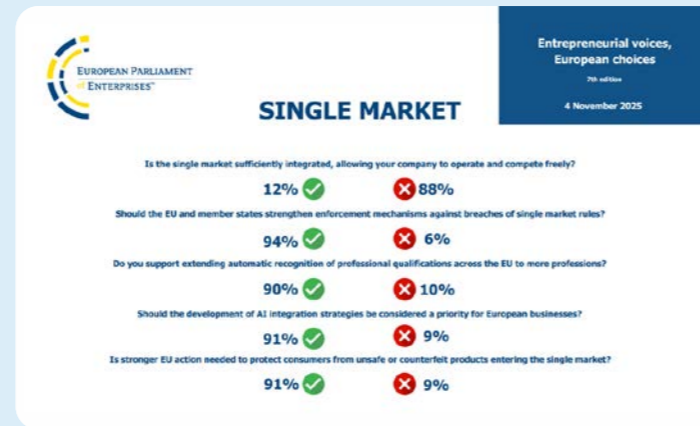 EUROPEAN PARLIAMENT
of ENTERPRISES™
Entrepreneurial voices,
European choices
7th edition
4 November 2025
SINGLE MARKET
Is the single market sufficiently integrated, allowing your company to operate and compete freely?
12% 88%
Should the EU and member states strengthen enforcement mechanisms against breaches of single market rules?
94% 6%
Do you support extending automatic recognition of professional qualifications across the EU to more professions?
90% 10%
Should the development of AI integration strategies be considered a priority for European businesses?
91% 9%
Is stronger EU action needed to protect consumers from unsafe or counterfeit products entering the single market?
91% 9%